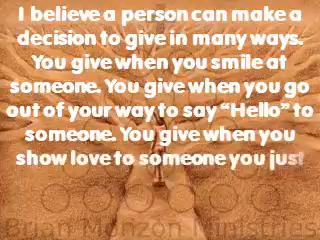 I believe a person can make a
decision to give in many ways.
You give when you smile at
someone. You give when you go
out of your way to say “Hello” to
someone. You give when you
show love to someone you just
Brian Monzon Ministries